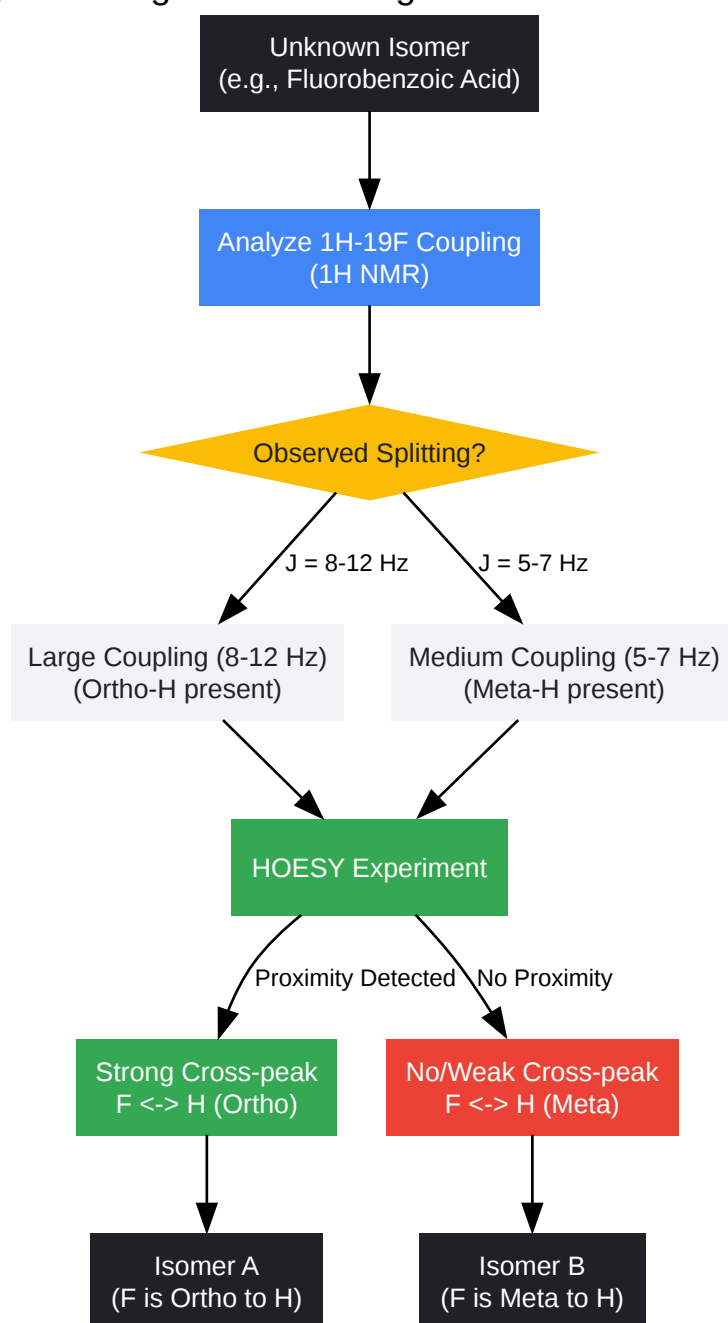 Unknown Isomer
(e.g., Fluorobenzoic Acid)
Analyze 1H-19F Coupling
(1H NMR)
Observed Splitting?
J = 8-12 Hz
J = 5-7 Hz
Large Coupling (8-12 Hz)
(Ortho-H present)
Medium Coupling (5-7 Hz)
(Meta-H present)
HOESY Experiment
Proximity Detected
No Proximity
Strong Cross-peak
F <-> H (Ortho)
No/Weak Cross-peak
F <-> H (Meta)
Isomer A
(F is Ortho to H)
Isomer B
(F is Meta to H)